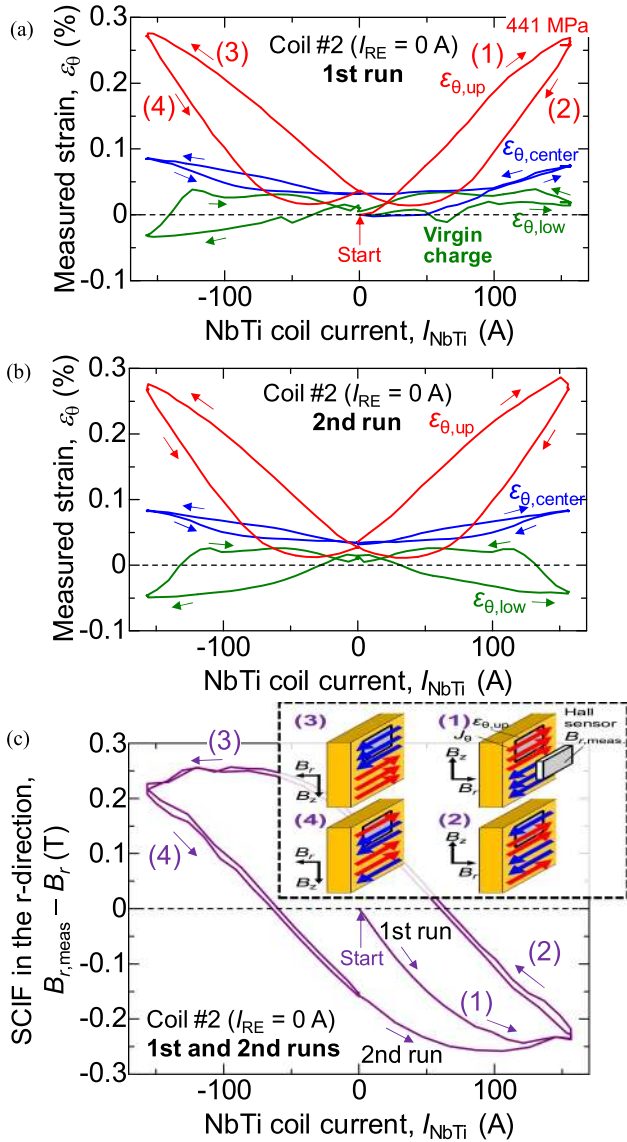 (a)
0.3
0.2
0.1
0
-0.1
Measured strain, εθ (%)
Coil #2 (IRE = 0 A)
1st run
441 MPa
(3)
(1)
(4)
(2)
εθ,up
εθ,center
εθ,low
Start
Virgin
charge
-100
0
100
NbTi coil current, INbTi (A)
(b)
0.3
0.2
0.1
0
-0.1
Measured strain, εθ (%)
Coil #2 (IRE = 0 A)
2nd run
εθ,up
εθ,center
εθ,low
-100
0
100
NbTi coil current, INbTi (A)
(c)
0.3
0.2
0.1
0
-0.1
-0.2
-0.3
SCIF in the r-direction,
Br,meas – Br (T)
(3)
εθ,up
Jθ
(1)
Hall
sensor
Br,meas.
Br
Bz
Bz
Br
(4)
(2)
Br
Bz
Bz
Br
(3)
(4)
1st run
Start
(2)
(1)
2nd run
Coil #2 (IRE = 0 A)
1st and 2nd runs
-100
0
100
NbTi coil current, INbTi (A)